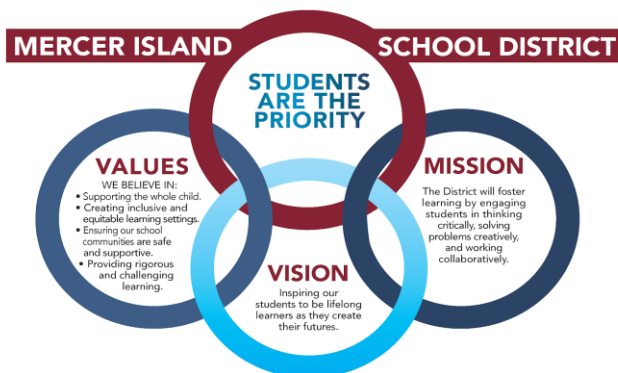 MERCER ISLAND
SCHOOL DISTRICT
STUDENTS
ARE THE
PRIORITY
VALUES
WE BELIEVE IN:
• Supporting the whole child.
• Creating inclusive and
equitable learning settings.
• Ensuring our school
communities are safe
and supportive.
• Providing rigorous
and challenging
learning.
VISION
Inspiring our
students to be lifelong
learners as they create
their futures.
MISSION
The District will foster
learning by engaging
students in thinking
critically, solving
problems creatively,
and working
collaboratively.